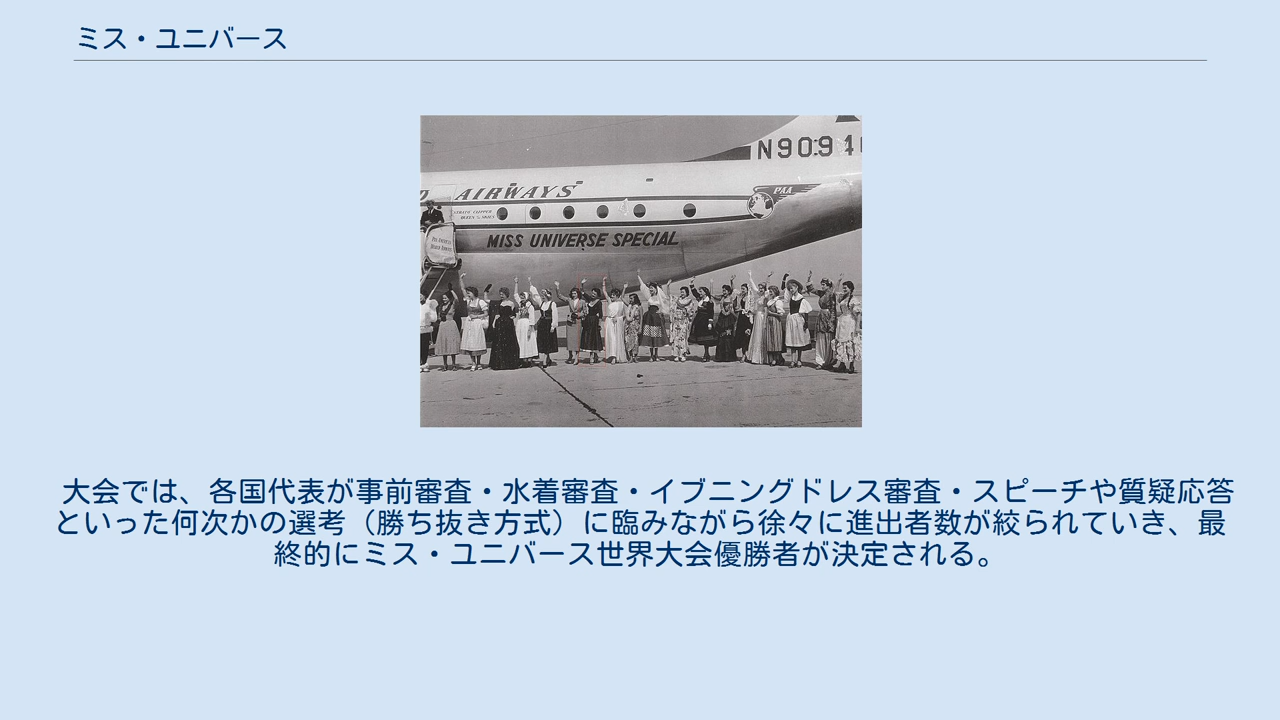 ミス・ユニバース
N9091
AIRWAYS
PAA
MISS UNIVERSE SPECIAL
大会では、各国代表が事前審査・水着審査・イブニングドレス審査・スピーチや質疑応答
といった何次かの選考（勝ち抜き方式）に臨みながら徐々に進出者数が絞られていき、最
終的にミス・ユニバース世界大会優勝者が決定される。